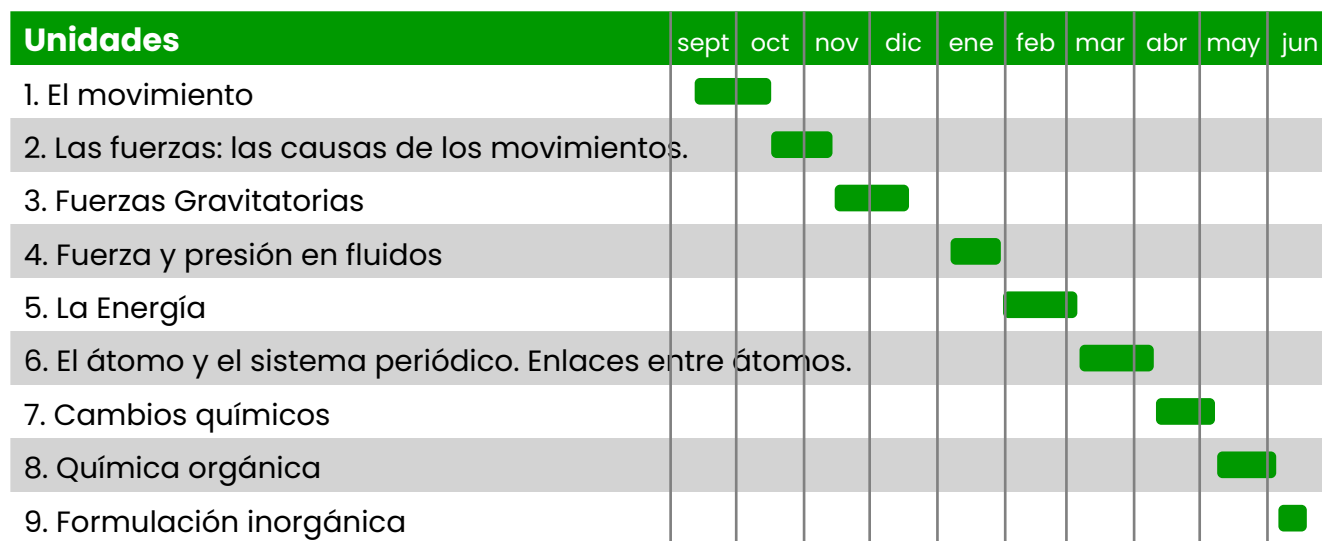 Unidades sept oct nov dic ene feb mar abr may jun
1. El movimiento
2. Las fuerzas: las causas de los movimientos.
3. Fuerzas Gravitatorias
4. Fuerza y presión en fluidos
5. La Energía
6. El átomo y el sistema periódico. Enlaces entre átomos.
7. Cambios químicos
8. Química orgánica
9. Formulación inorgánica